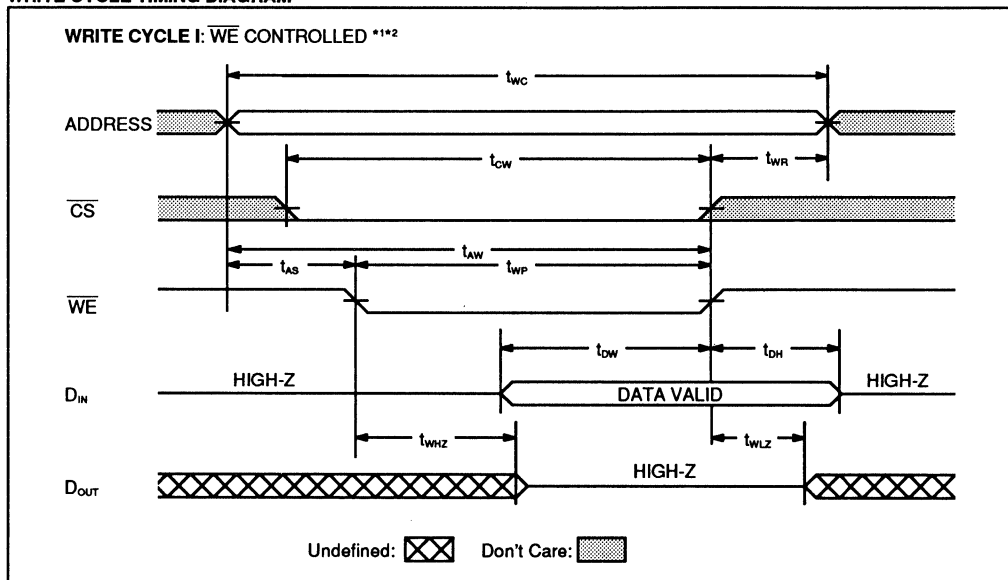 WRITE CYCLE TIMING DIAGRAM
WRITE CYCLE I: WE CONTROLLED *1*2
tWC
ADDRESS
tCW
tWR
CS
tAW
tAS
tWP
WE
tDW
tDH
HIGH-Z
HIGH-Z
DIN
DATA VALID
tWHZ
tWLZ
HIGH-Z
DOUT
Undefined:
Don't Care: